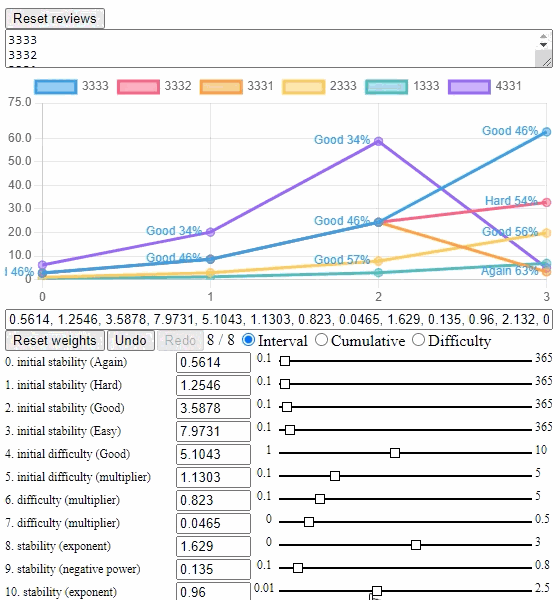 Reset reviews
3333
3332
3333 3332 3331 2333 1333 4331
75.0
60.0
50.0
40.0
30.0
20.0
10.0
0
Good 34%
Good 46%
Good 34%
Good 46%
Hard 54%
Good 46%
Good 57%
Good 56%
Again 63%
46%
0 1 2 3
0.5614, 1.2546, 3.5878, 7.9731, 5.1043, 1.1303, 0.823, 0.0465, 1.629, 0.135, 0.96, 2.132, 0
Reset weights Undo Redo 8 / 8 Interval Cumulative Difficulty
0. initial stability (Again) 0.5614 0.1 365
1. initial stability (Hard) 1.2546 0.1 365
2. initial stability (Good) 3.5878 0.1 365
3. initial stability (Easy) 7.9731 0.1 365
4. initial difficulty (Good) 5.1043 1 10
5. initial difficulty (multiplier) 1.1303 0.1 5
6. difficulty (multiplier) 0.823 0.1 5
7. difficulty (multiplier) 0.0465 0 0.5
8. stability (exponent) 1.629 0 3
9. stability (negative power) 0.135 0.1 0.8
10. stability (exponent) 0.96 0.01 2.5